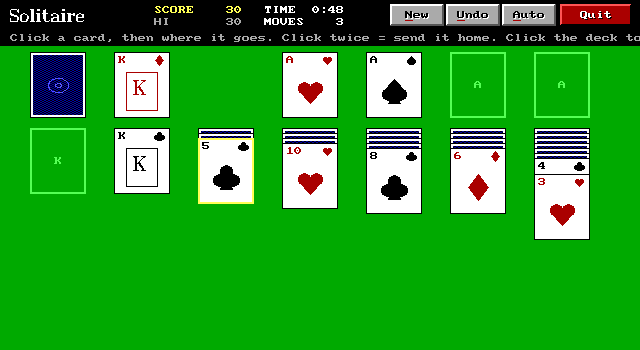 Solitaire
SCORE 30 TIME 0:48
HI 30 MOVES 3
New Undo Auto Quit
Click a card, then where it goes. Click twice = send it home. Click the deck to
K A A A A
K
K K K 5 10 8 6 4
K 3